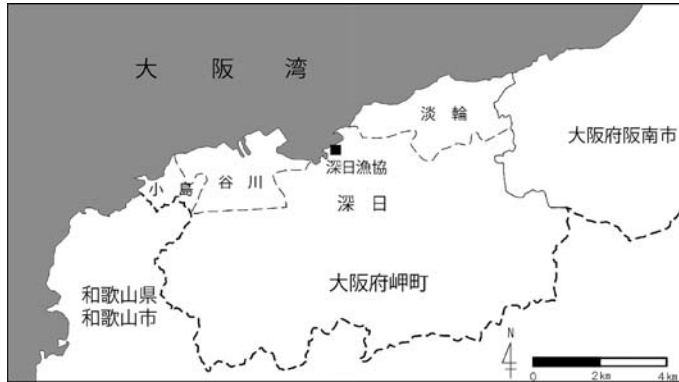 大阪湾
淡輪
大阪府阪南市
深日漁協
小島
谷川
深日
大阪府岬町
和歌山県
和歌山市
N
0 2km 4km